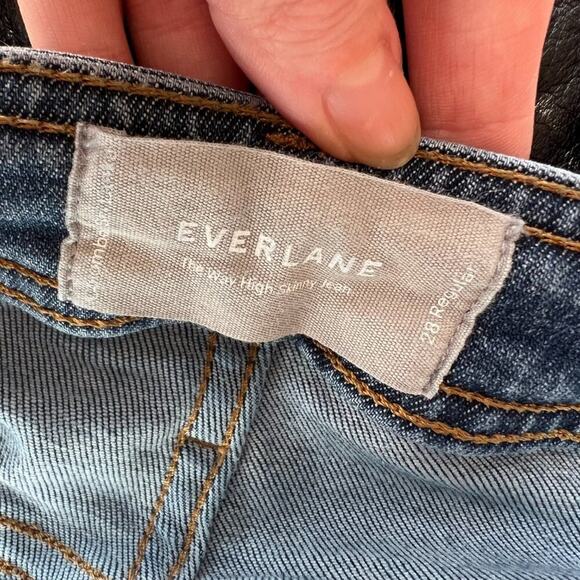 EVERLANE
The Way High Skinny Jean
28 Regular